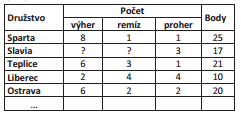 Družstvo Počet Body
výher remíz proher
Sparta 8 1 1 25
Slavia ? ? 3 17
Teplice 6 3 1 21
Liberec 2 4 4 10
Ostrava 6 2 2 20
...